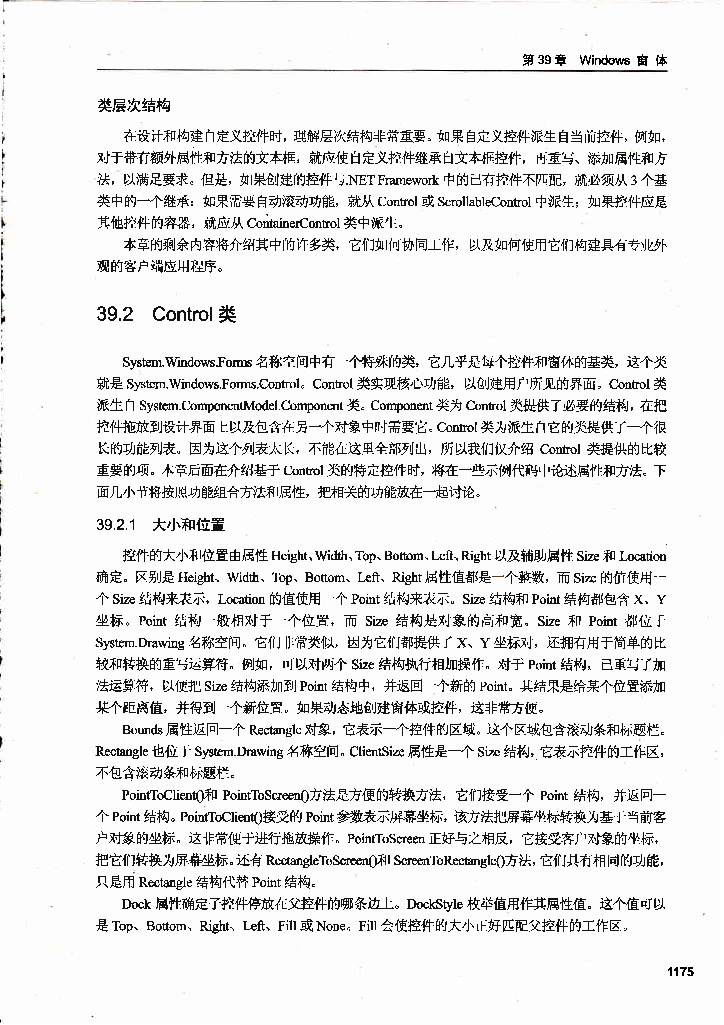 第 39 章 Windows 窗 体
类层次结构
在设计和构建自定义控件时，理解层次结构非常重要。如果自定义控件派生自当前控件，例如，
对于带有额外属性和方法的文本框，就应使自定义控件继承自文本框控件，再重写、添加属性和方
法，以满足要求。但是，如果创建的控件与.NET Framework 中的已有控件不匹配，就必须从 3 个基
类中的一个继承：如果需要自动滚动功能，就从 Control 或 ScrollableControl 中派生；如果控件应是
其他控件的容器，就应从 ContainerControl 类中派生。
本章的剩余内容将介绍其中的许多类，它们如何协同工作，以及如何使用它们构建具有专业外
观的客户端应用程序。
39.2 Control 类
System.Windows.Forms 名称空间中有一个特殊的类，它几乎是每个控件和窗体的基类，这个类
就是 System.Windows.Forms.Control。Control 类实现核心功能，以创建用户所见的界面。Control 类
派生自 System.ComponentModel.Component 类。Component 类为 Control 类提供了必要的结构，在把
控件拖放到设计界面上以及包含在另一个对象中时需要它。Control 类为派生自它的类提供了一个很
长的功能列表。因为这个列表太长，不能在这里全部列出，所以我们仅介绍 Control 类提供的比较
重要的项。本章后面在介绍基于 Control 类的特定控件时，将在一些示例代码中论述属性和方法。下
面几小节将按照功能组合方法和属性，把相关的功能放在一起讨论。
39.2.1 大小和位置
控件的大小和位置由属性 Height、Width、Top、Bottom、Left、Right 以及辅助属性 Size 和 Location
确定。区别是 Height、Width、Top、Bottom、Left、Right 属性值都是一个整数，而 Size 的值使用一
个 Size 结构来表示，Location 的值使用一个 Point 结构来表示。Size 结构和 Point 结构都包含 X、Y
坐标。Point 结构一般相对于一个位置，而 Size 结构是对象的高和宽。Size 和 Point 都位于
System.Drawing 名称空间。它们非常类似，因为它们都提供了 X、Y 坐标对，还拥有用于简单的比
较和转换的重写运算符。例如，可以对两个 Size 结构执行相加操作。对于 Point 结构，已重写了加
法运算符，以便把 Size 结构添加到 Point 结构中，并返回一个新的 Point。其结果是给某个位置添加
某个距离值，并得到一个新位置。如果动态地创建窗体或控件，这非常方便。
Bounds 属性返回一个 Rectangle 对象，它表示一个控件的区域。这个区域包含滚动条和标题栏。
Rectangle 也位于 System.Drawing 名称空间。ClientSize 属性是一个 Size 结构，它表示控件的工作区，
不包含滚动条和标题栏。
PointToClient()和 PointToScreen()方法是方便的转换方法，它们接受一个 Point 结构，并返回一
个 Point 结构。PointToClient()接受的 Point 参数表示屏幕坐标，该方法把屏幕坐标转换为基于当前客
户对象的坐标。这非常便于进行拖放操作。PointToScreen 正好与之相反，它接受客户对象的坐标，
把它们转换为屏幕坐标。还有 RectangleToScreen()和 ScreenToRectangle()方法，它们具有相同的功能，
只是用 Rectangle 结构代替 Point 结构。
Dock 属性确定子控件停放在父控件的哪条边上。DockStyle 枚举值用作其属性值。这个值可以
是 Top、Bottom、Right、Left、Fill 或 None。Fill 会使控件的大小正好匹配父控件的工作区。
1175